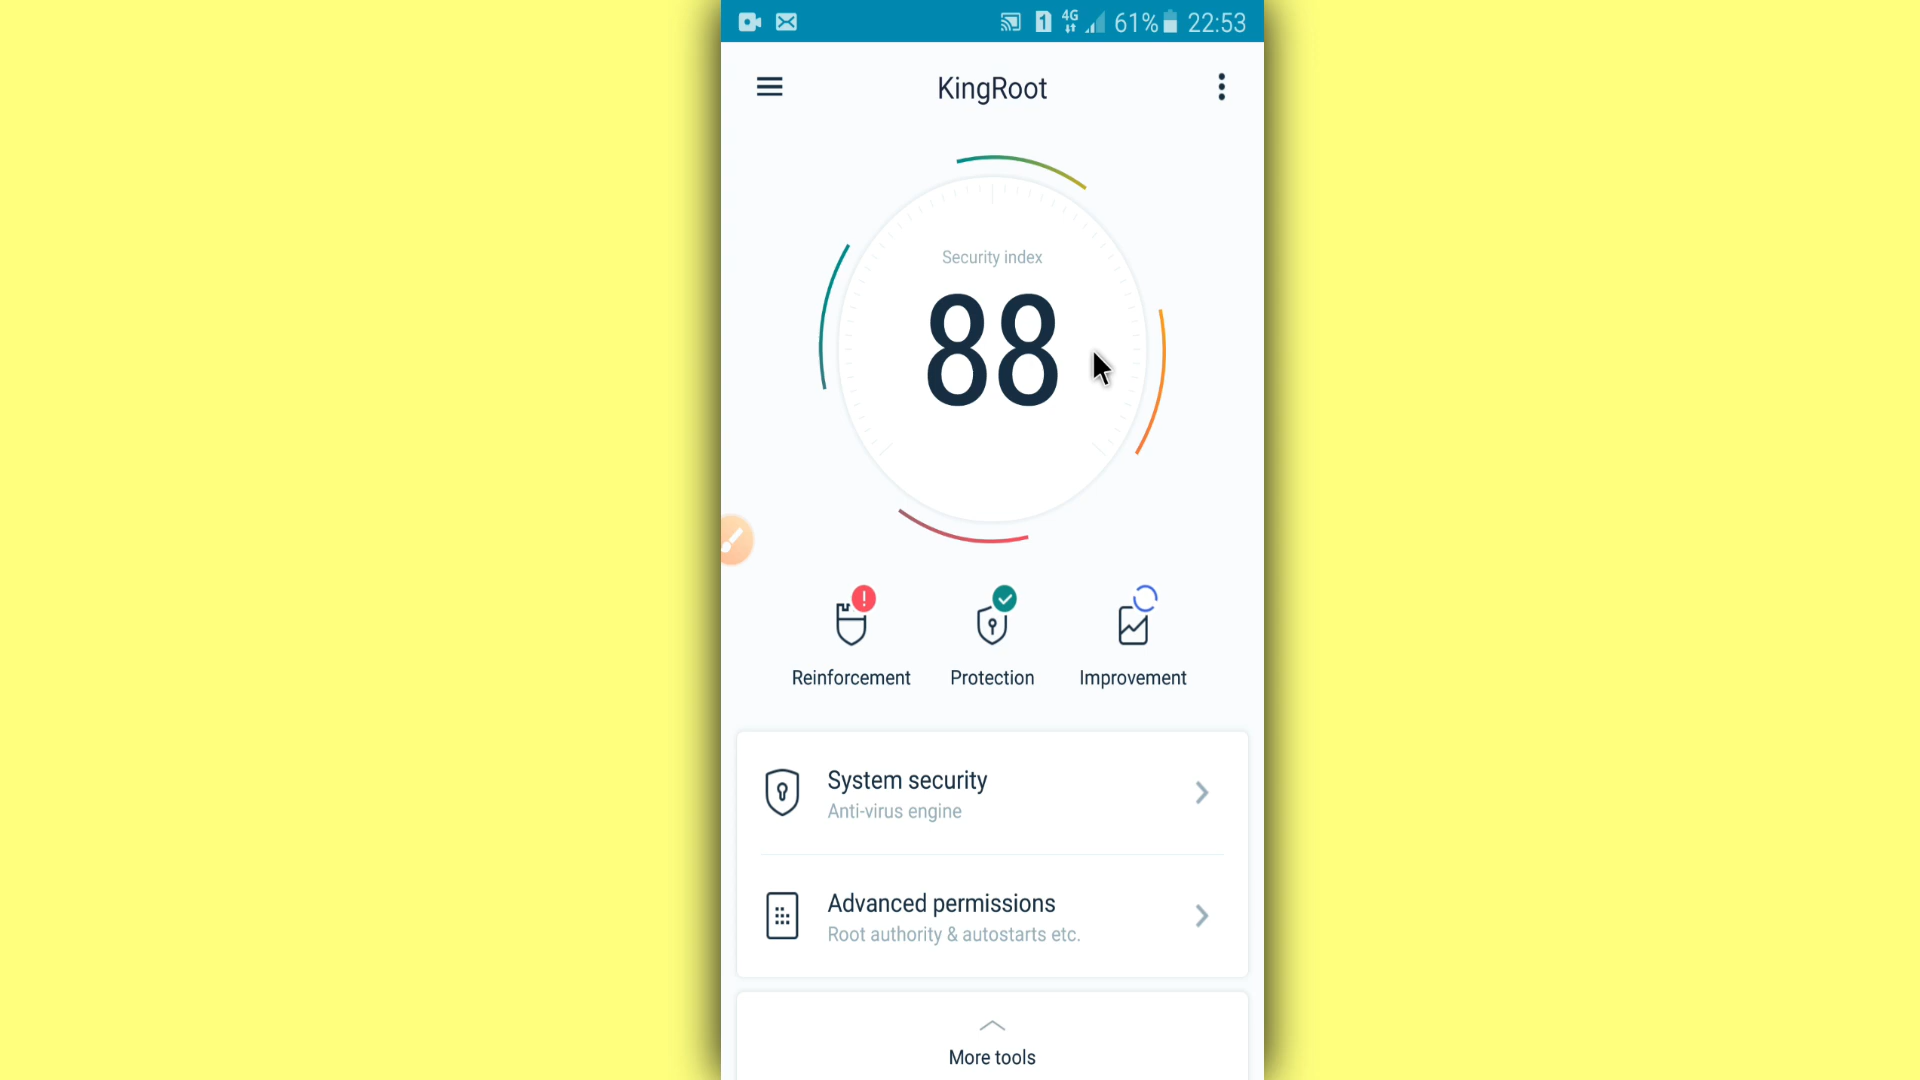 1 4G 61% 22:53
KingRoot
Security index
88
Reinforcement Protection Improvement
System security
Anti-virus engine
Advanced permissions
Root authority & autostarts etc.
More tools